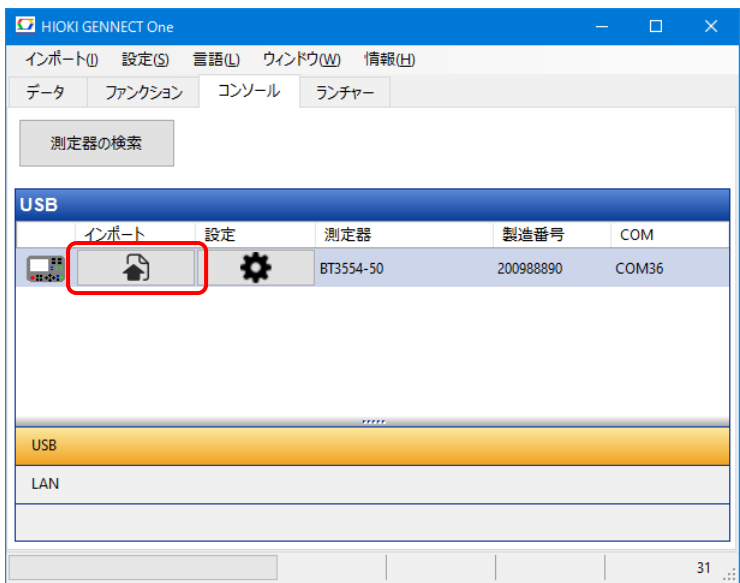 HIOKI GENNECT One
インポート(I) 設定(S) 言語(L) ウィンドウ(W) 情報(H)
データ ファンクション コンソール ランチャー
測定器の検索
USB
インポート 設定 測定器 製造番号 COM
BT3554-50 200988890 COM36
USB
LAN
31